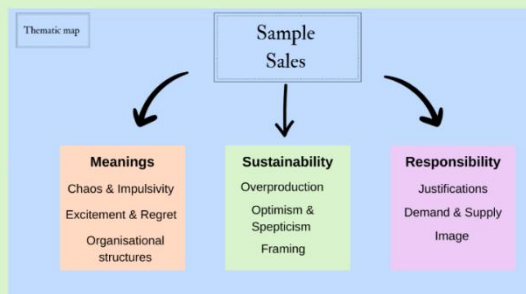 Thematic map
Sample
Sales
Meanings
Chaos & Impulsivity
Excitement & Regret
Organisational
structures
Sustainability
Overproduction
Optimism &
Spepticism
Framing
Responsibility
Justifications
Demand & Supply
Image